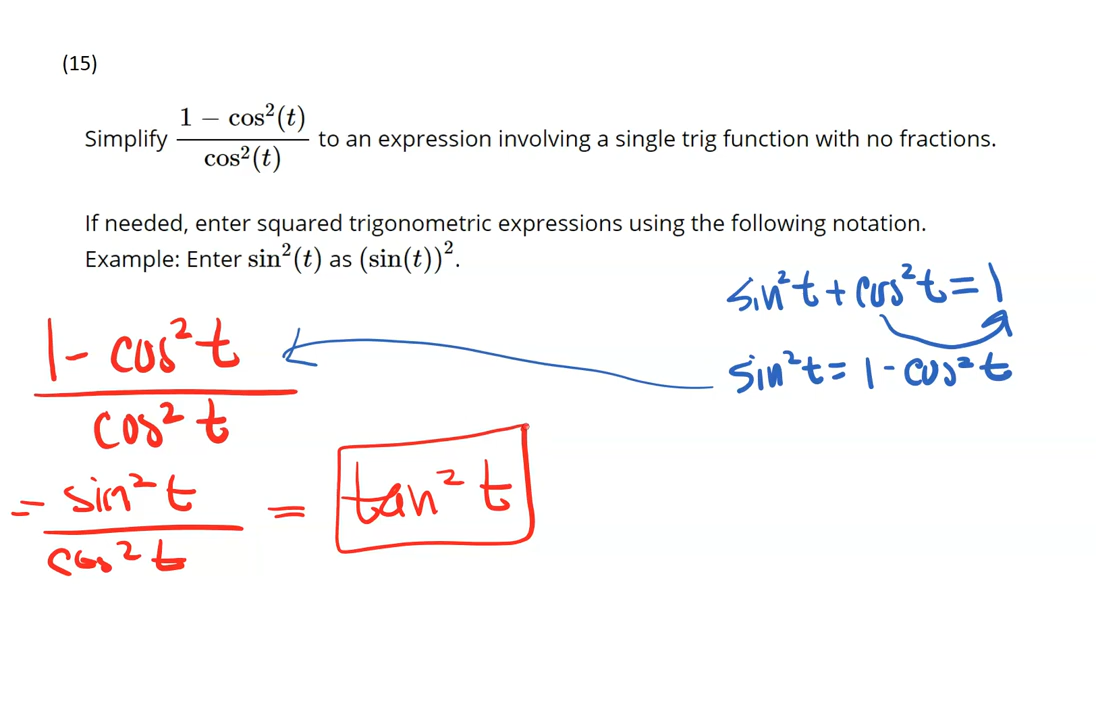 (15)
Simplify (1 − cos²(t))/(cos²(t)) to an expression involving a single trig function with no fractions.
If needed, enter squared trigonometric expressions using the following notation.
Example: Enter sin²(t) as (sin(t))².
sin²t + cos²t = 1
sin²t = 1 - cos²t
1 - cos²t
cos²t
= sin²t = tan²t
cos²t